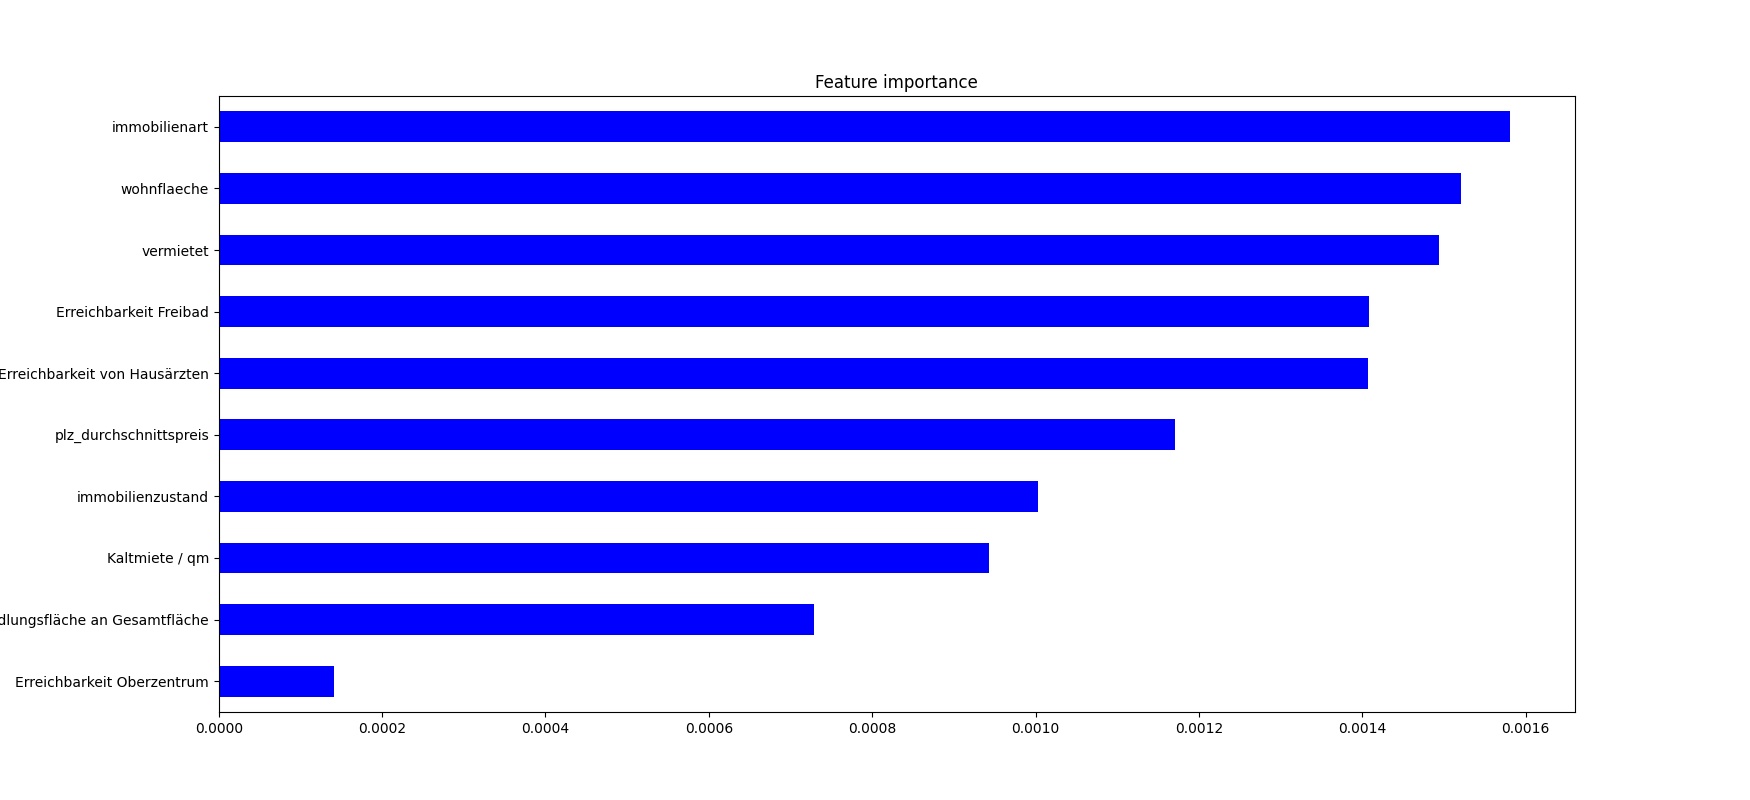 Feature importance
immobilienart
wohnflaeche
vermietet
Erreichbarkeit Freibad
Erreichbarkeit von Hausärzten
plz_durchschnittspreis
immobilienzustand
Kaltmiete / qm
dlungsfläche an Gesamtfläche
Erreichbarkeit Oberzentrum
0.0000 0.0002 0.0004 0.0006 0.0008 0.0010 0.0012 0.0014 0.0016